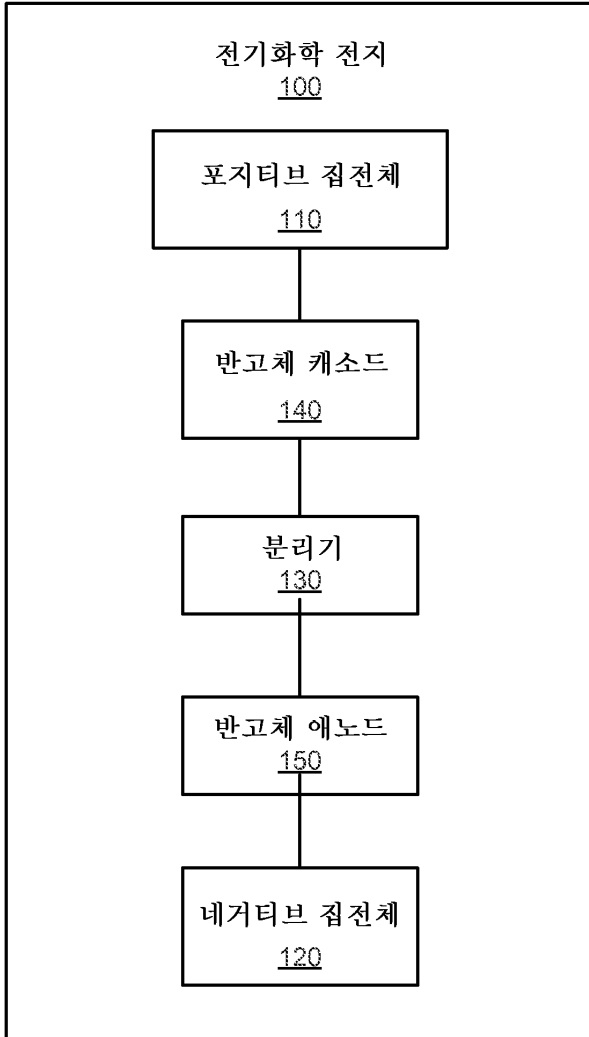 전기화학 전지
100
포지티브 집전체
110
반고체 캐소드
140
분리기
130
반고체 애노드
150
네거티브 집전체
120